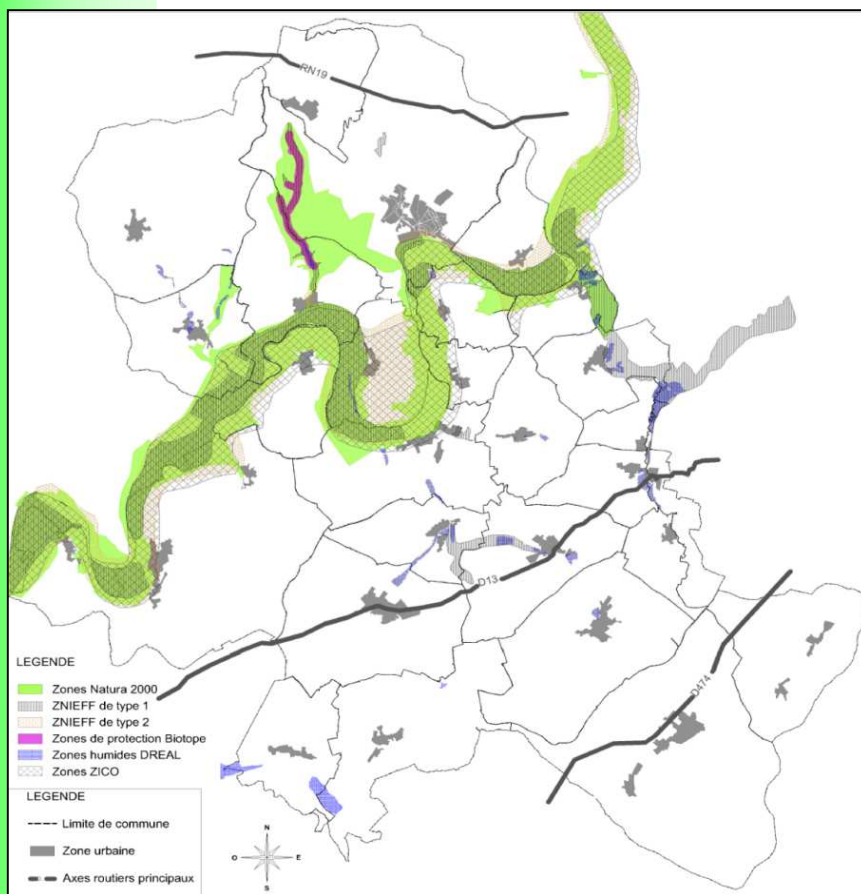 RN19
D13
D474
LEGENDE
Zones Natura 2000
ZNIEFF de type 1
ZNIEFF de type 2
Zones de protection Biotope
Zones humides DREAL
Zones ZICO
LEGENDE
Limite de commune
Zone urbaine
Axes routiers principaux
N
O
E
S